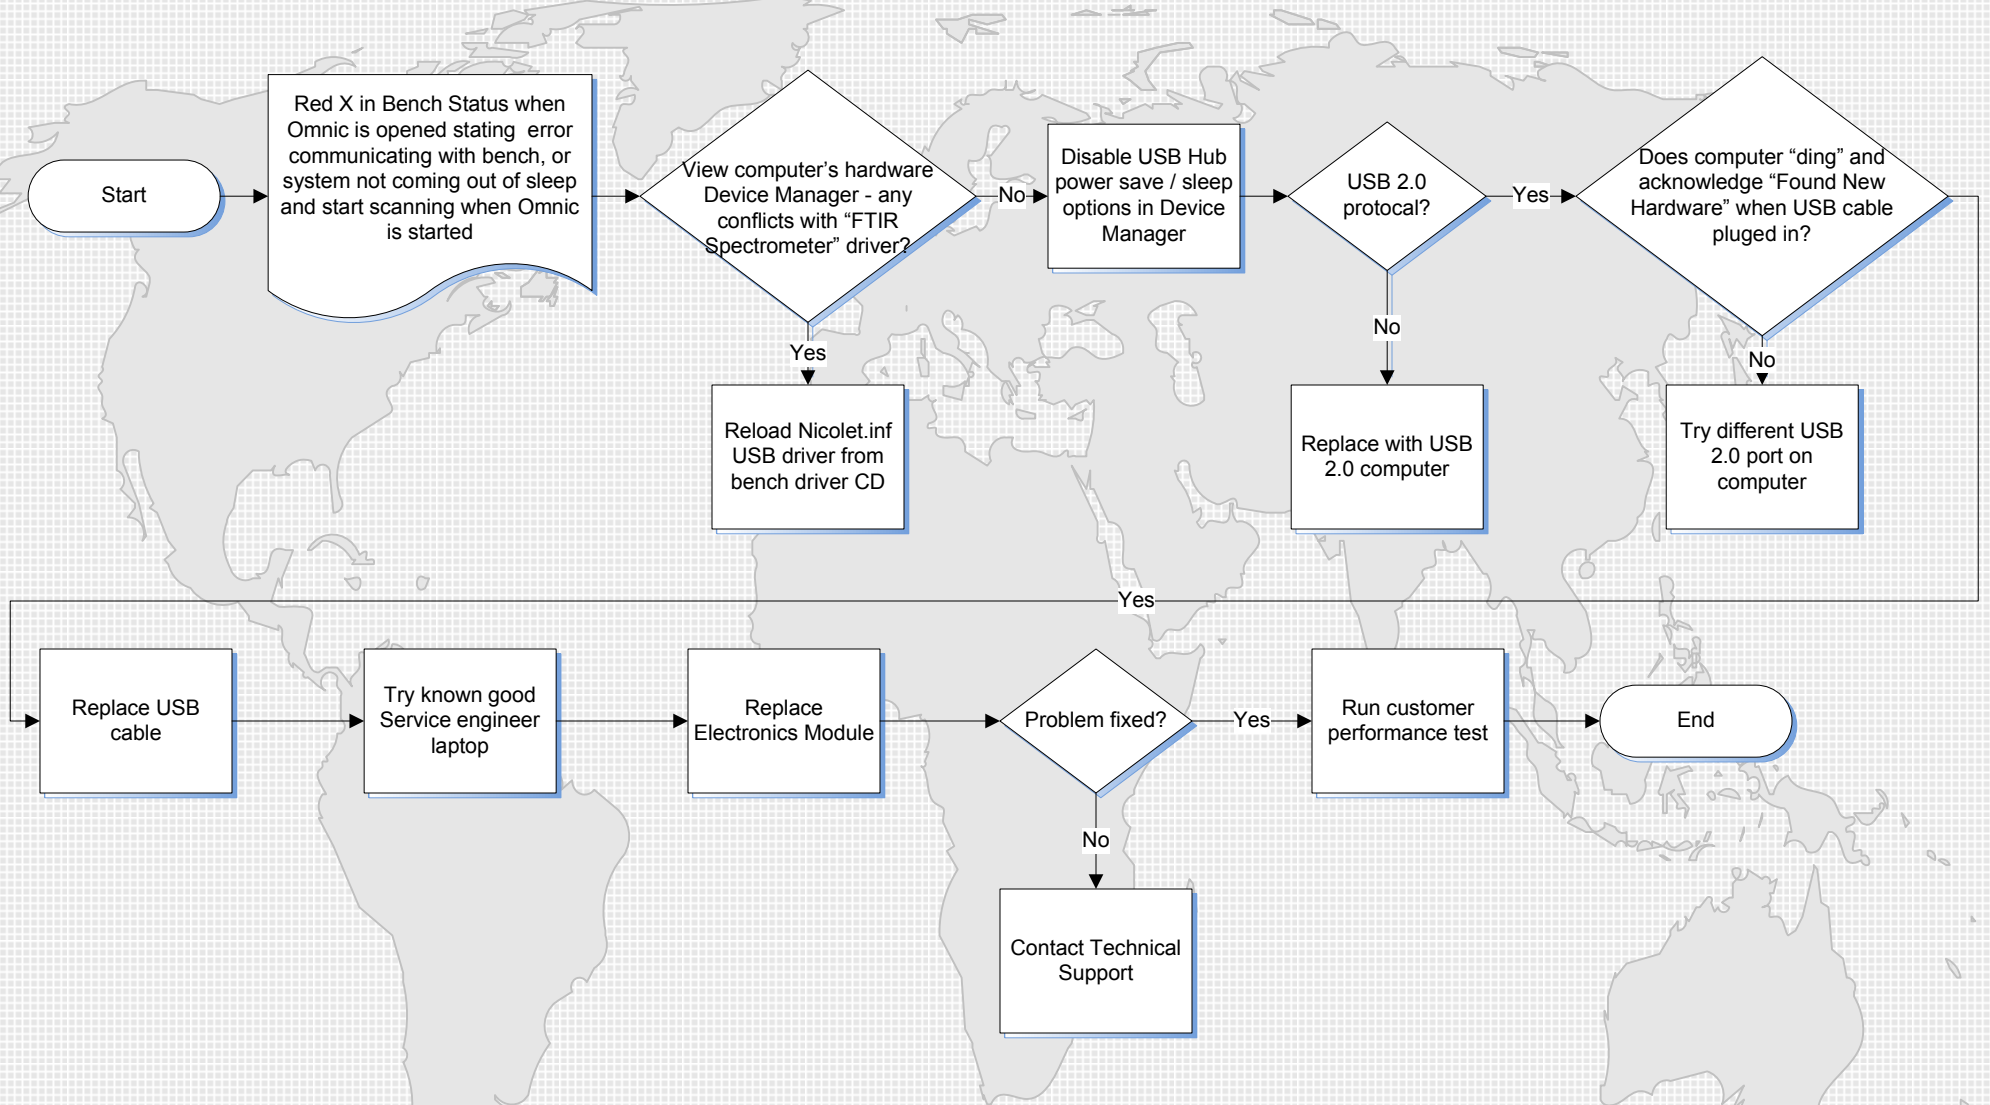 Start
Red X in Bench Status when
Omnic is opened stating error
communicating with bench, or
system not coming out of sleep
and start scanning when Omnic
is started
View computer's hardware
Device Manager - any
conflicts with “FTIR
Spectrometer” driver?
No
Disable USB Hub
power save / sleep
options in Device
Manager
USB 2.0
protocal?
Yes
Does computer “ding” and
acknowledge “Found New
Hardware” when USB cable
pluged in?
Yes
Reload Nicolet.inf
USB driver from
bench driver CD
No
Replace with USB
2.0 computer
No
Try different USB
2.0 port on
computer
Yes
Replace USB
cable
Try known good
Service engineer
laptop
Replace
Electronics Module
Problem fixed?
Yes
Run customer
performance test
End
No
Contact Technical
Support